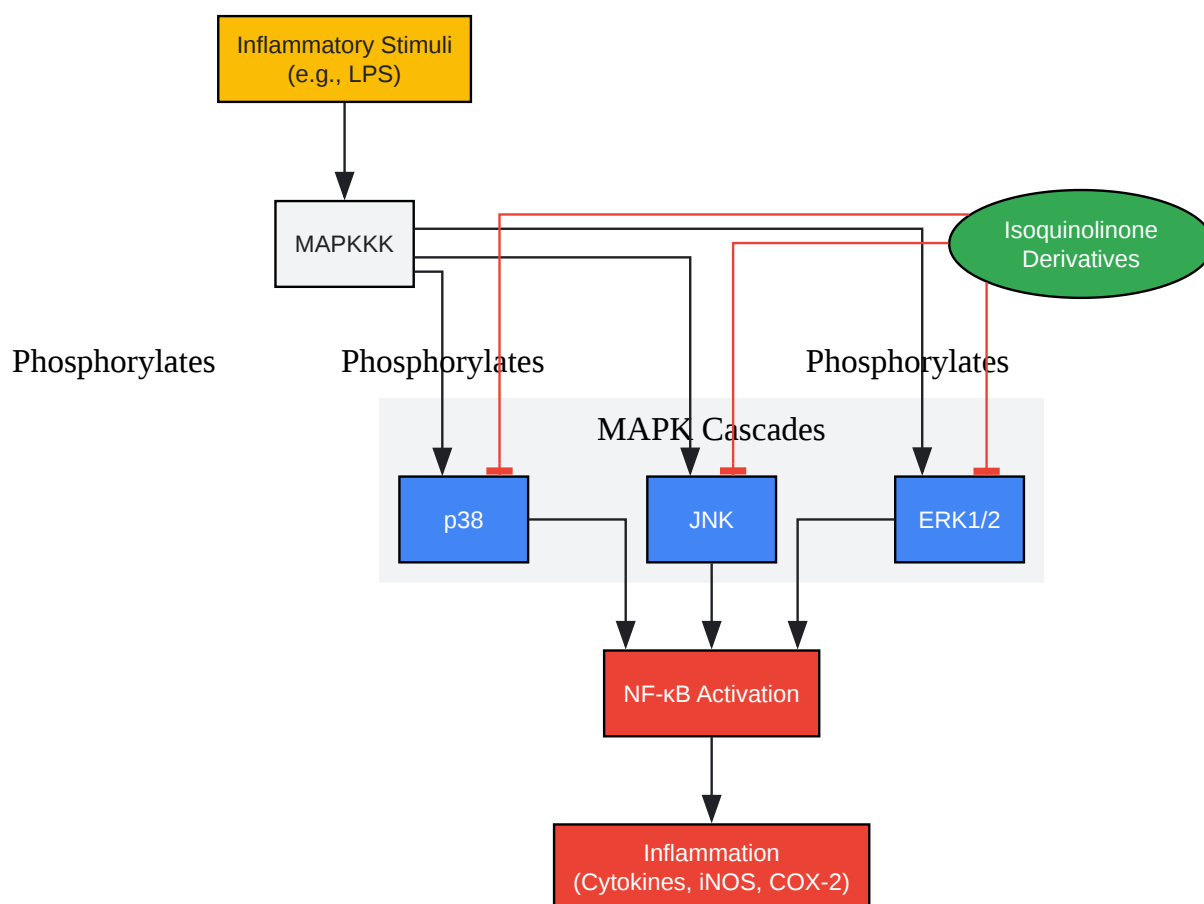 Inflammatory Stimuli
(e.g., LPS)
MAPKKK
Isoquinolinone
Derivatives
Phosphorylates
Phosphorylates
Phosphorylates
MAPK Cascades
p38
JNK
ERK1/2
NF-κB Activation
Inflammation
(Cytokines, iNOS, COX-2)